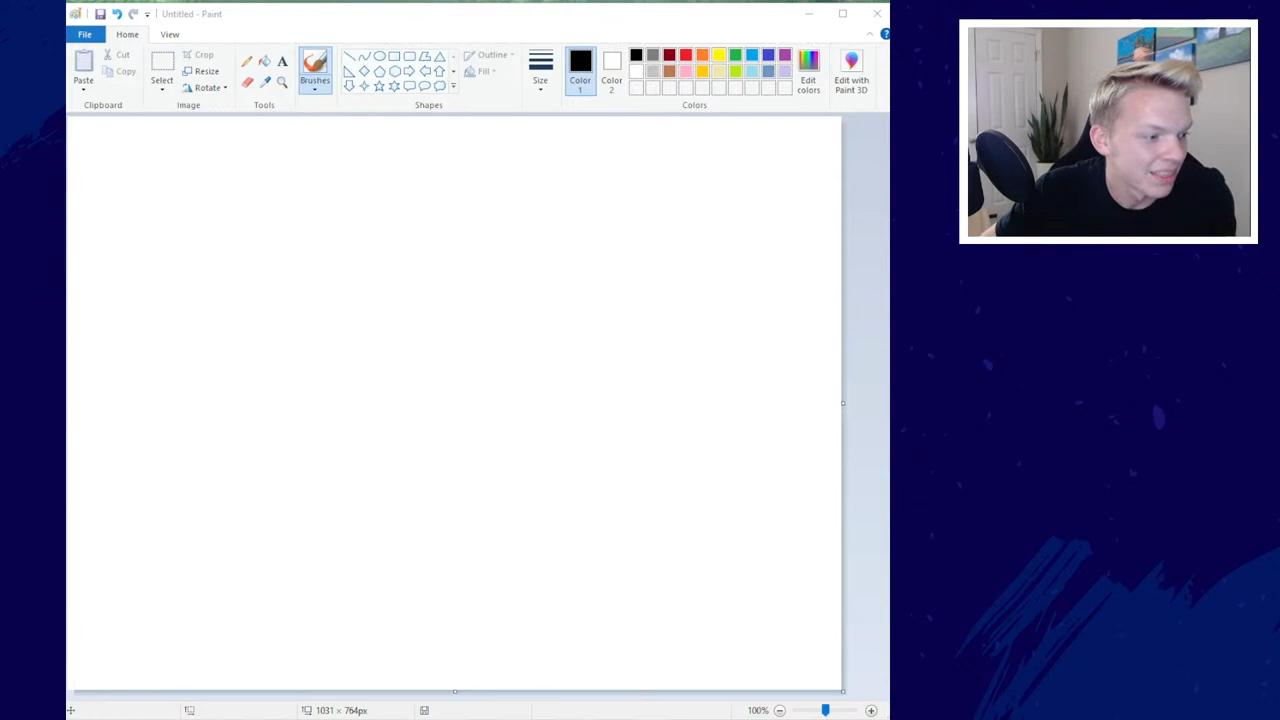 Untitled - Paint
File Home View
Paste
Cut
Copy
Clipboard
Select
Crop
Resize
Rotate
Image
Tools
Brushes
Shapes
Outline
Fill
Size
Color 1
Color 2
Edit colors
Colors
Edit with Paint 3D
1031 × 764px
100%